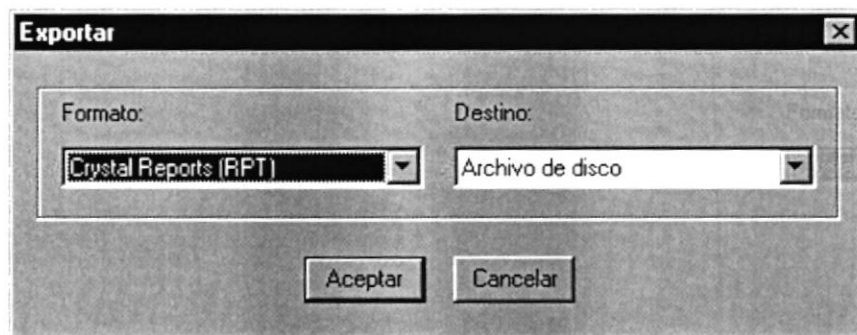 Exportar
Formato: Destino:
Crystal Reports (RPT) Archivo de disco
Aceptar Cancelar